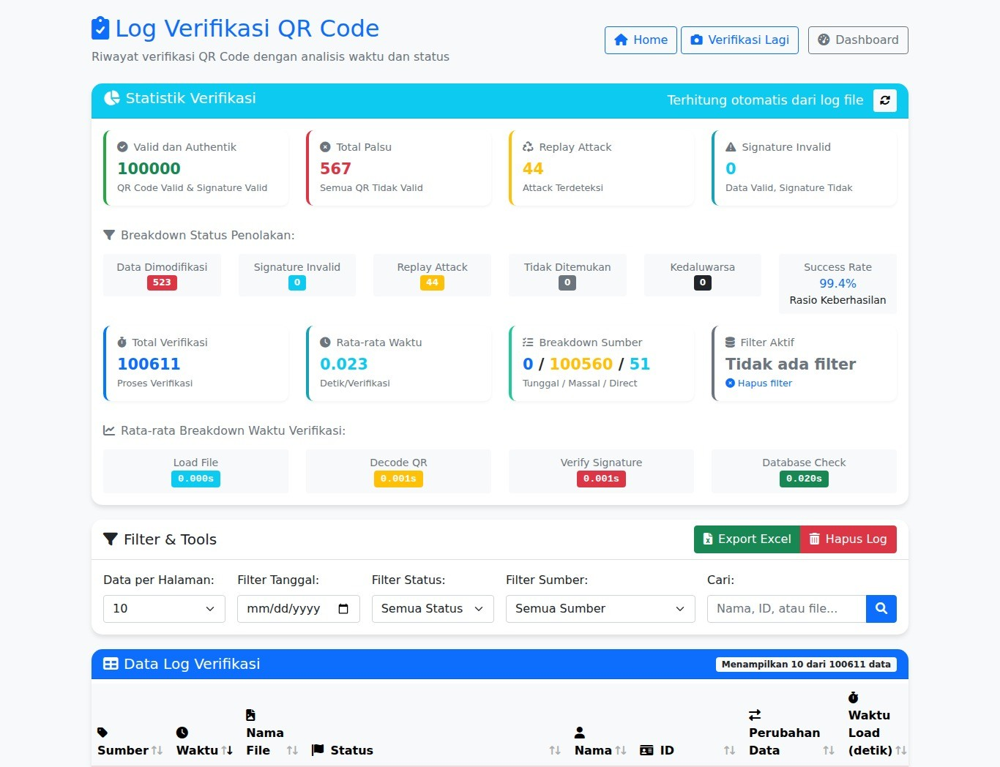 Log Verifikasi QR Code
Riwayat verifikasi QR Code dengan analisis waktu dan status
Home
Verifikasi Lagi
Dashboard
Statistik Verifikasi
Terhitung otomatis dari log file
Valid dan Authentik
100000
QR Code Valid & Signature Valid
Total Palsu
567
Semua QR Tidak Valid
Replay Attack
44
Attack Terdeteksi
Signature Invalid
0
Data Valid, Signature Tidak
Breakdown Status Penolakan:
Data Dimodifikasi
523
Signature Invalid
0
Replay Attack
44
Tidak Ditemukan
0
Kedaluwarsa
0
Success Rate
99.4%
Rasio Keberhasilan
Total Verifikasi
100611
Proses Verifikasi
Rata-rata Waktu
0.023
Detik/Verifikasi
Breakdown Sumber
0 / 100560 / 51
Tunggal / Massal / Direct
Filter Aktif
Tidak ada filter
Hapus filter
Rata-rata Breakdown Waktu Verifikasi:
Load File
0.000s
Decode QR
0.001s
Verify Signature
0.001s
Database Check
0.020s
Filter & Tools
Export Excel
Hapus Log
Data per Halaman:
10
Filter Tanggal:
mm/dd/yyyy
Filter Status:
Semua Status
Filter Sumber:
Semua Sumber
Cari:
Nama, ID, atau file...
Data Log Verifikasi
Menampilkan 10 dari 100611 data
Sumber
Waktu
Nama
File
Status
Nama
ID
Perubahan
Data
Waktu
Load
(detik)